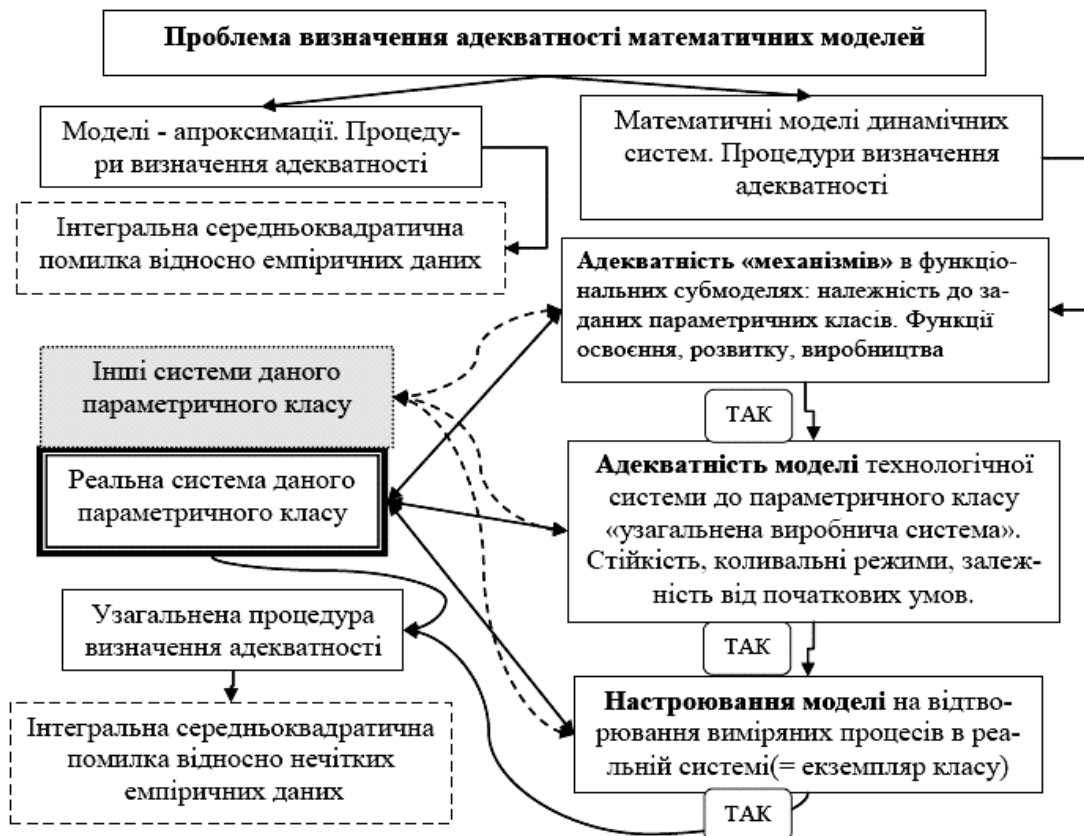 Проблема визначення адекватності математичних моделей
Моделі - апроксимації. Процеду-
ри визначення адекватності
Математичні моделі динамічних
систем. Процедури визначення
адекватності
Інтегральна середньоквадратична
помилка відносно емпіричних даних
Адекватність «механізмів» в функціо-
нальних субмоделях: належність до за-
даних параметричних класів. Функції
освоєння, розвитку, виробництва
Інші системи даного
параметричного класу
ТАК
Реальна система даного
параметричного класу
Адекватність моделі технологічної
системи до параметричного класу
«узагальнена виробнича система».
Стійкість, коливальні режими, залеж-
ність від початкових умов.
Узагальнена процедура
визначення адекватності
ТАК
Інтегральна середньоквадратична
помилка відносно нечітких
емпіричних даних
Настроювання моделі на відтво-
рювання виміряних процесів в ре-
альній системі(= екземпляр класу)
ТАК